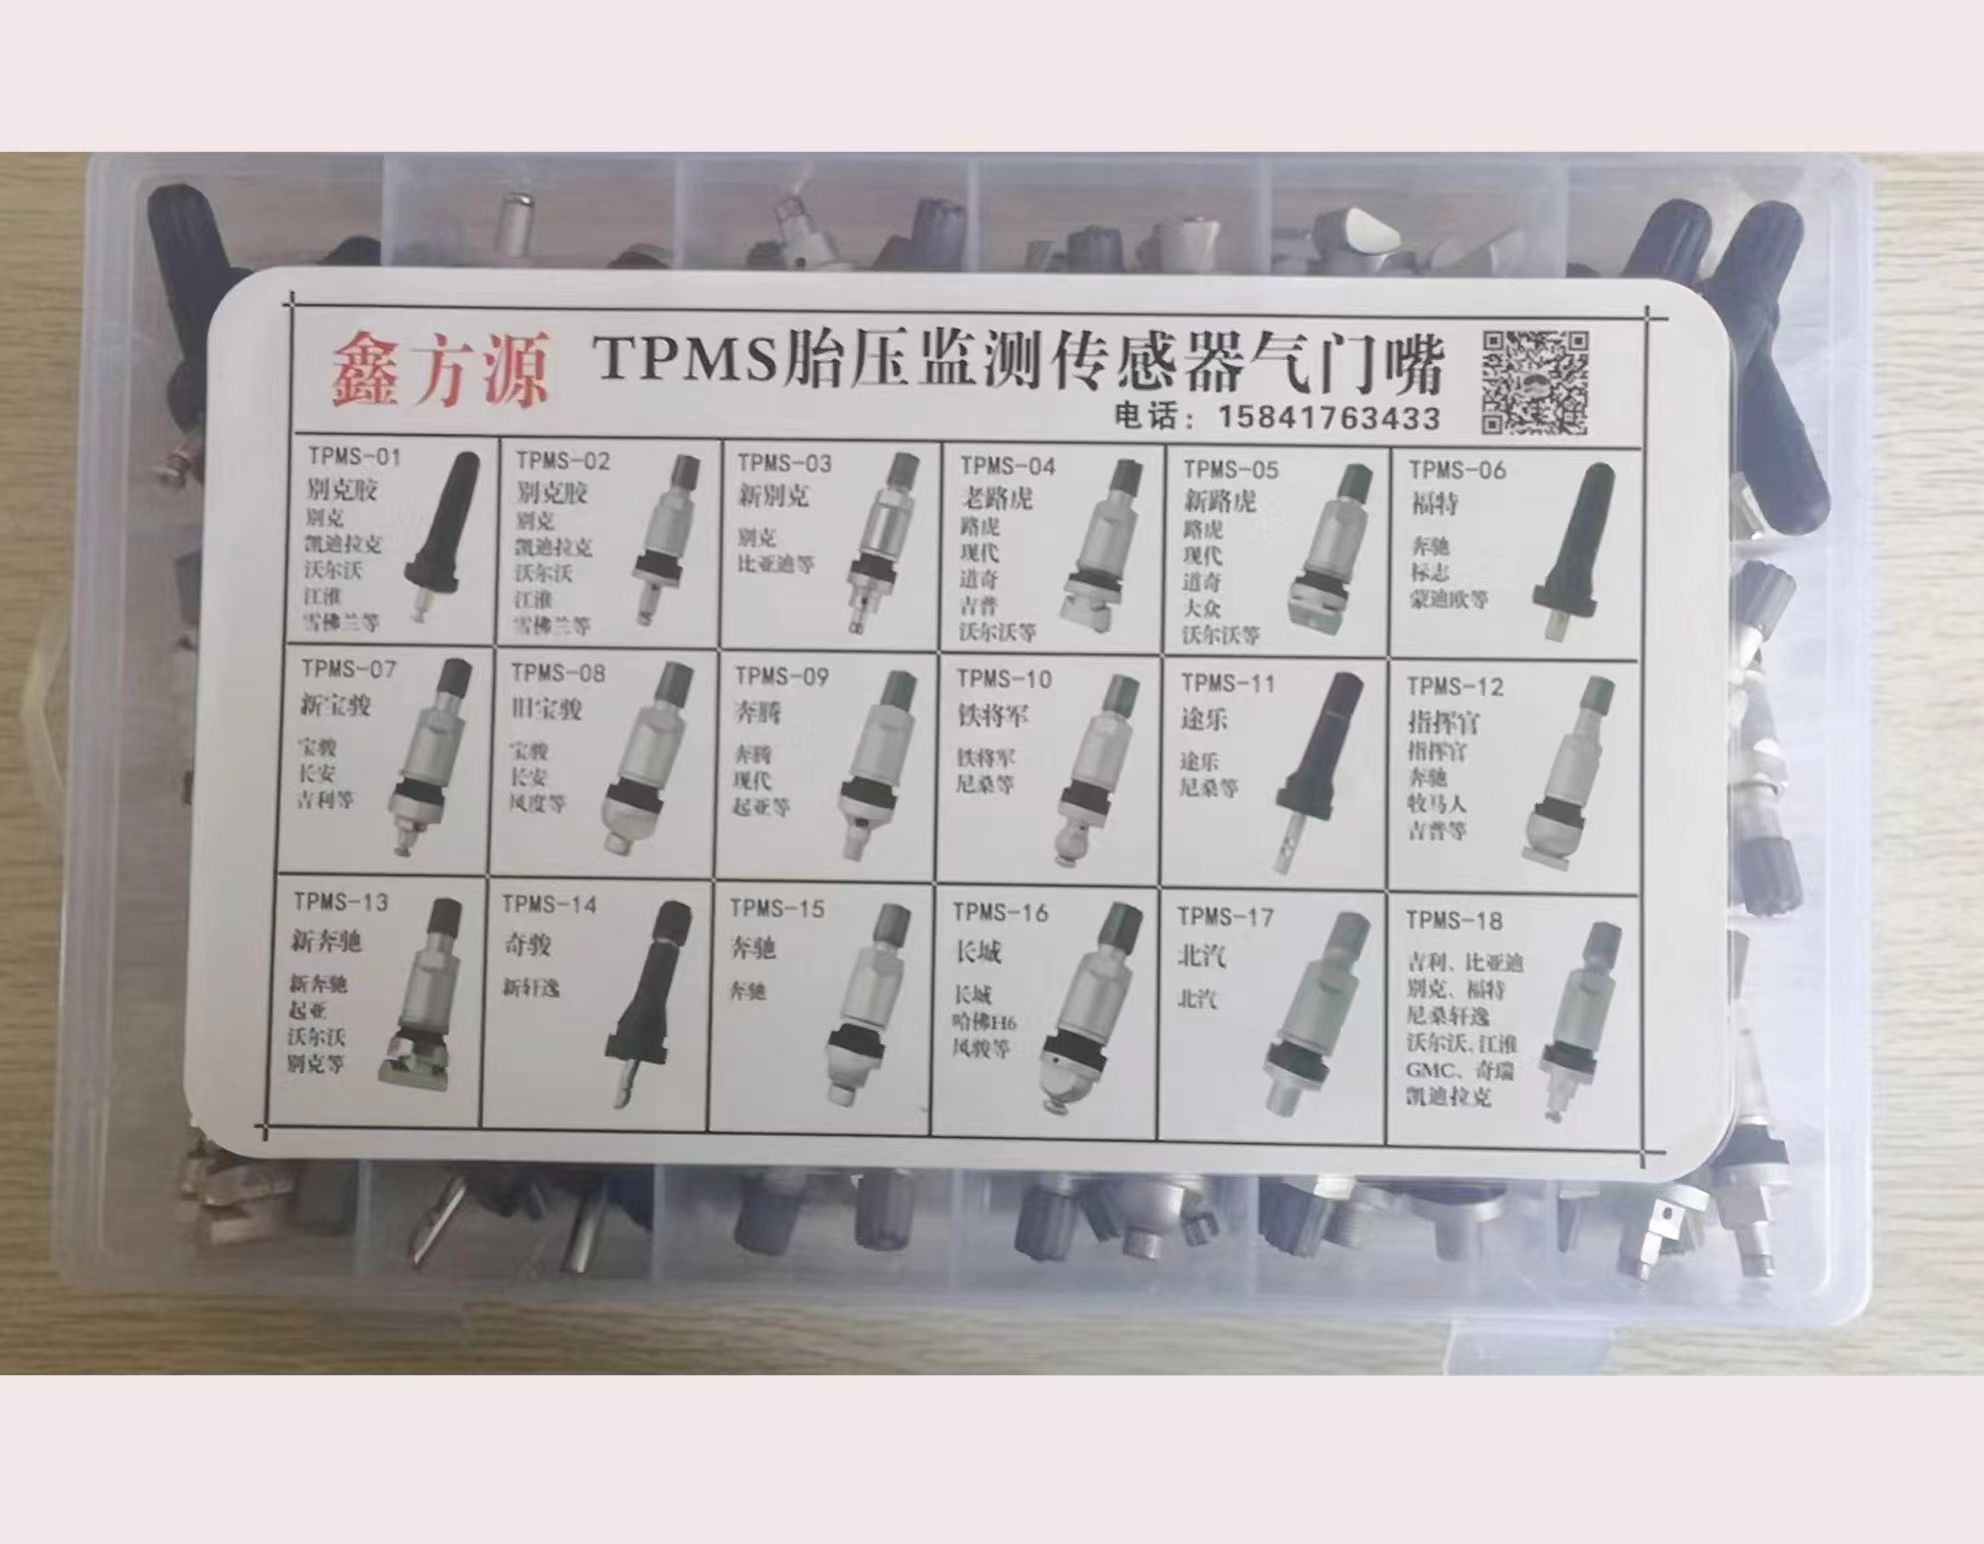 鑫方源 TPMS胎压监测传感器气门嘴
电话：15841763433
TPMS-01
别克胶
别克
凯迪拉克
沃尔沃
江淮
雪佛兰等
TPMS-02
别克胶
别克
凯迪拉克
沃尔沃
江淮
雪佛兰等
TPMS-03
新别克
别克
比亚迪等
TPMS-04
老路虎
路虎
现代
道奇
吉普
沃尔沃等
TPMS-05
新路虎
路虎
现代
道奇
大众
沃尔沃等
TPMS-06
福特
奔驰
标志
蒙迪欧等
TPMS-07
新宝骏
宝骏
长安
吉利等
TPMS-08
旧宝骏
宝骏
长安
风度等
TPMS-09
奔腾
奔腾
现代
起亚等
TPMS-10
铁将军
铁将军
尼桑等
TPMS-11
途乐
途乐
尼桑等
TPMS-12
指挥官
指挥官
奔驰
牧马人
吉普等
TPMS-13
新奔驰
新奔驰
起亚
沃尔沃
别克等
TPMS-14
奇骏
新轩逸
TPMS-15
奔驰
奔驰
TPMS-16
长城
长城
哈佛H6
风骏等
TPMS-17
北汽
北汽
TPMS-18
吉利、比亚迪
别克、福特
尼桑轩逸
沃尔沃、江淮
GMC、奇瑞
凯迪拉克